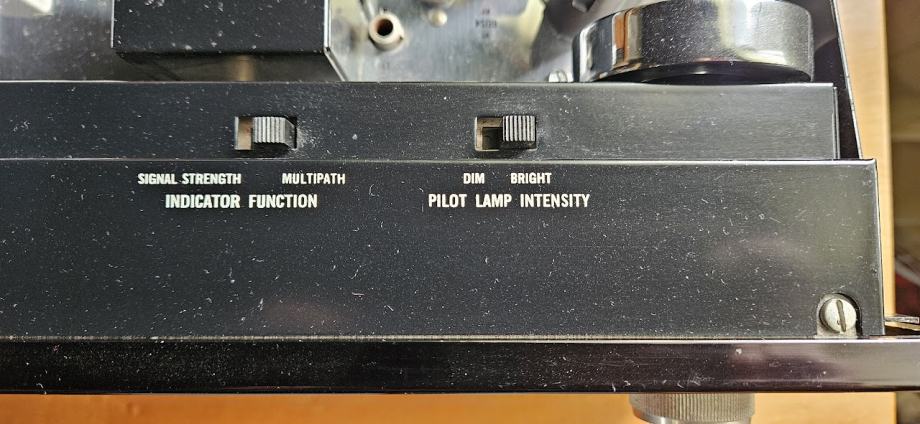 SIGNAL STRENGTH MULTIPATH
INDICATOR FUNCTION
DIM BRIGHT
PILOT LAMP INTENSITY